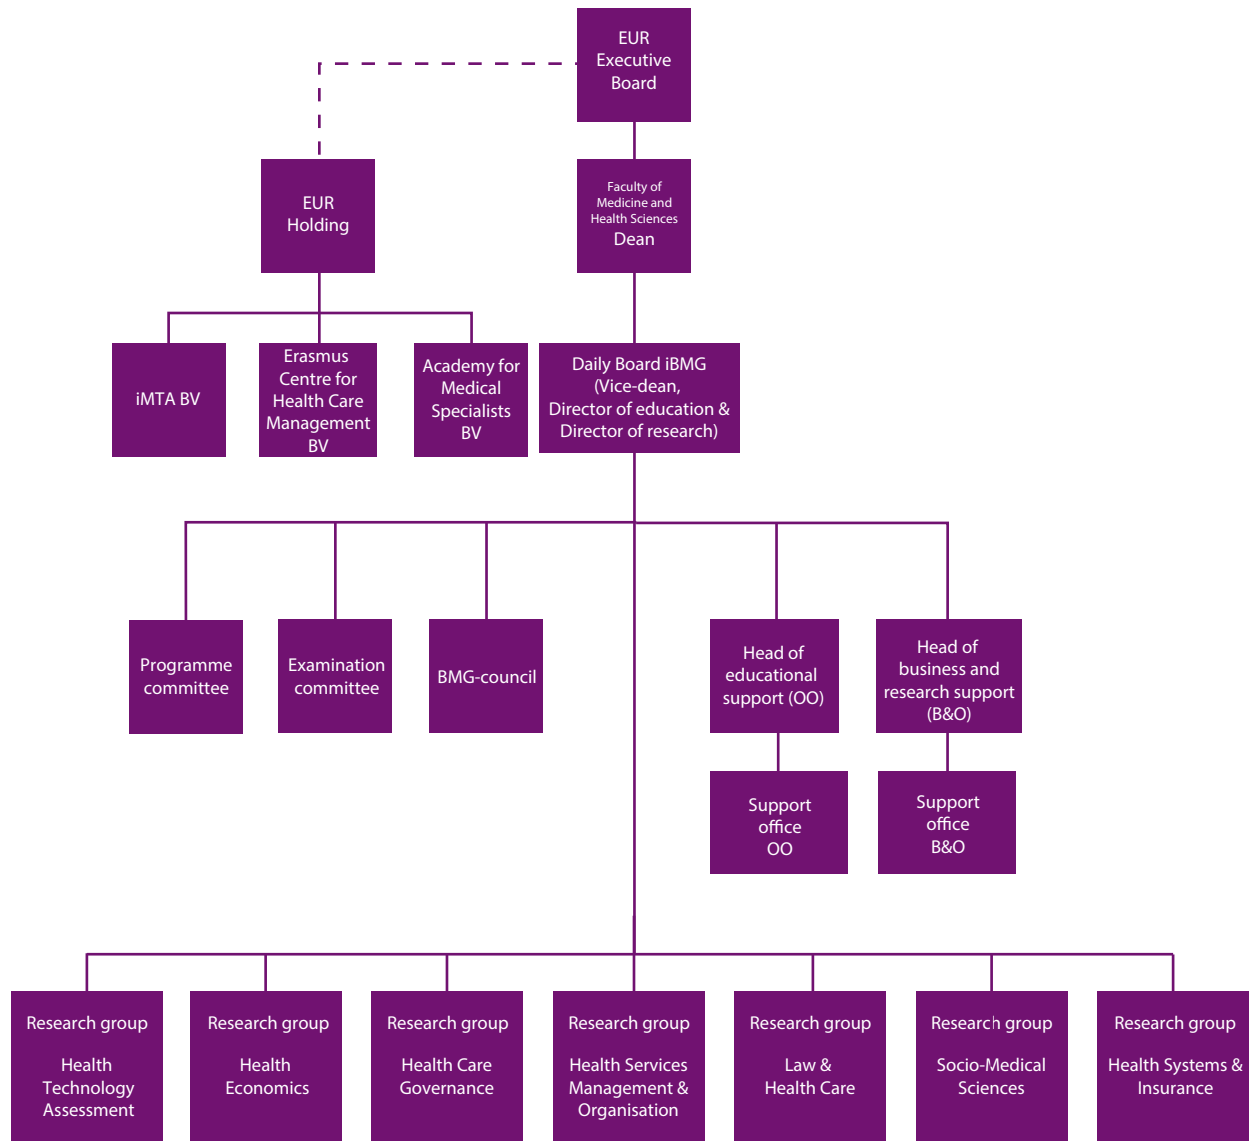 EUR
Executive
Board
EUR
Holding
Faculty of
Medicine and
Health Sciences
Dean
iMTA BV
Erasmus
Centre for
Health Care
Management
BV
Academy for
Medical
Specialists
BV
Daily Board iBMG
(Vice-dean,
Director of education &
Director of research)
Programme
committee
Examination
committee
BMG-council
Head of
educational
support (OO)
Head of
business and
research support
(B&O)
Support
office
OO
Support
office
B&O
Research group
Health
Technology
Assessment
Research group
Health
Economics
Research group
Health Care
Governance
Research group
Health Services
Management &
Organisation
Research group
Law &
Health Care
Research group
Socio-Medical
Sciences
Research group
Health Systems &
Insurance